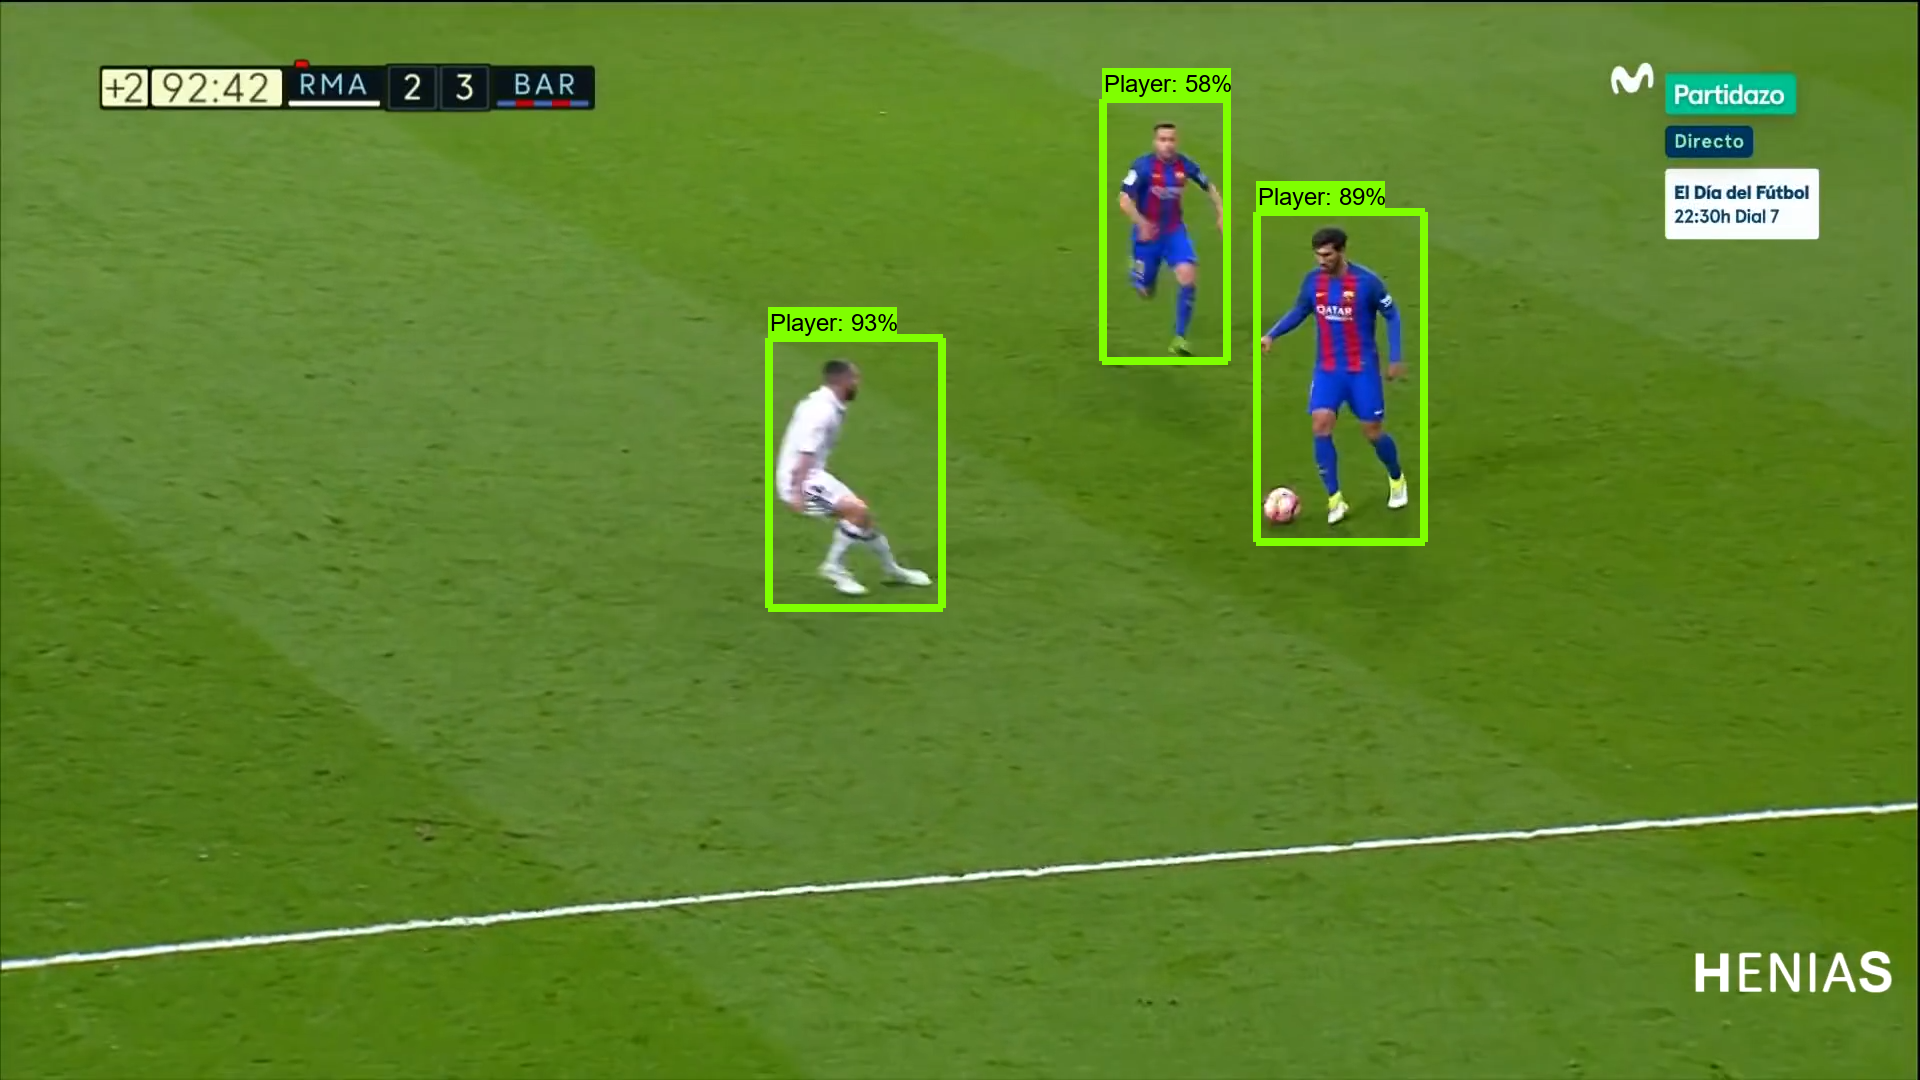 +2 92:42 RMA 2 3 BAR
Player: 58%
Partidazo
Directo
El Día del Fútbol
22:30h Dial 7
Player: 89%
QATAR
Player: 93%
HENIAS